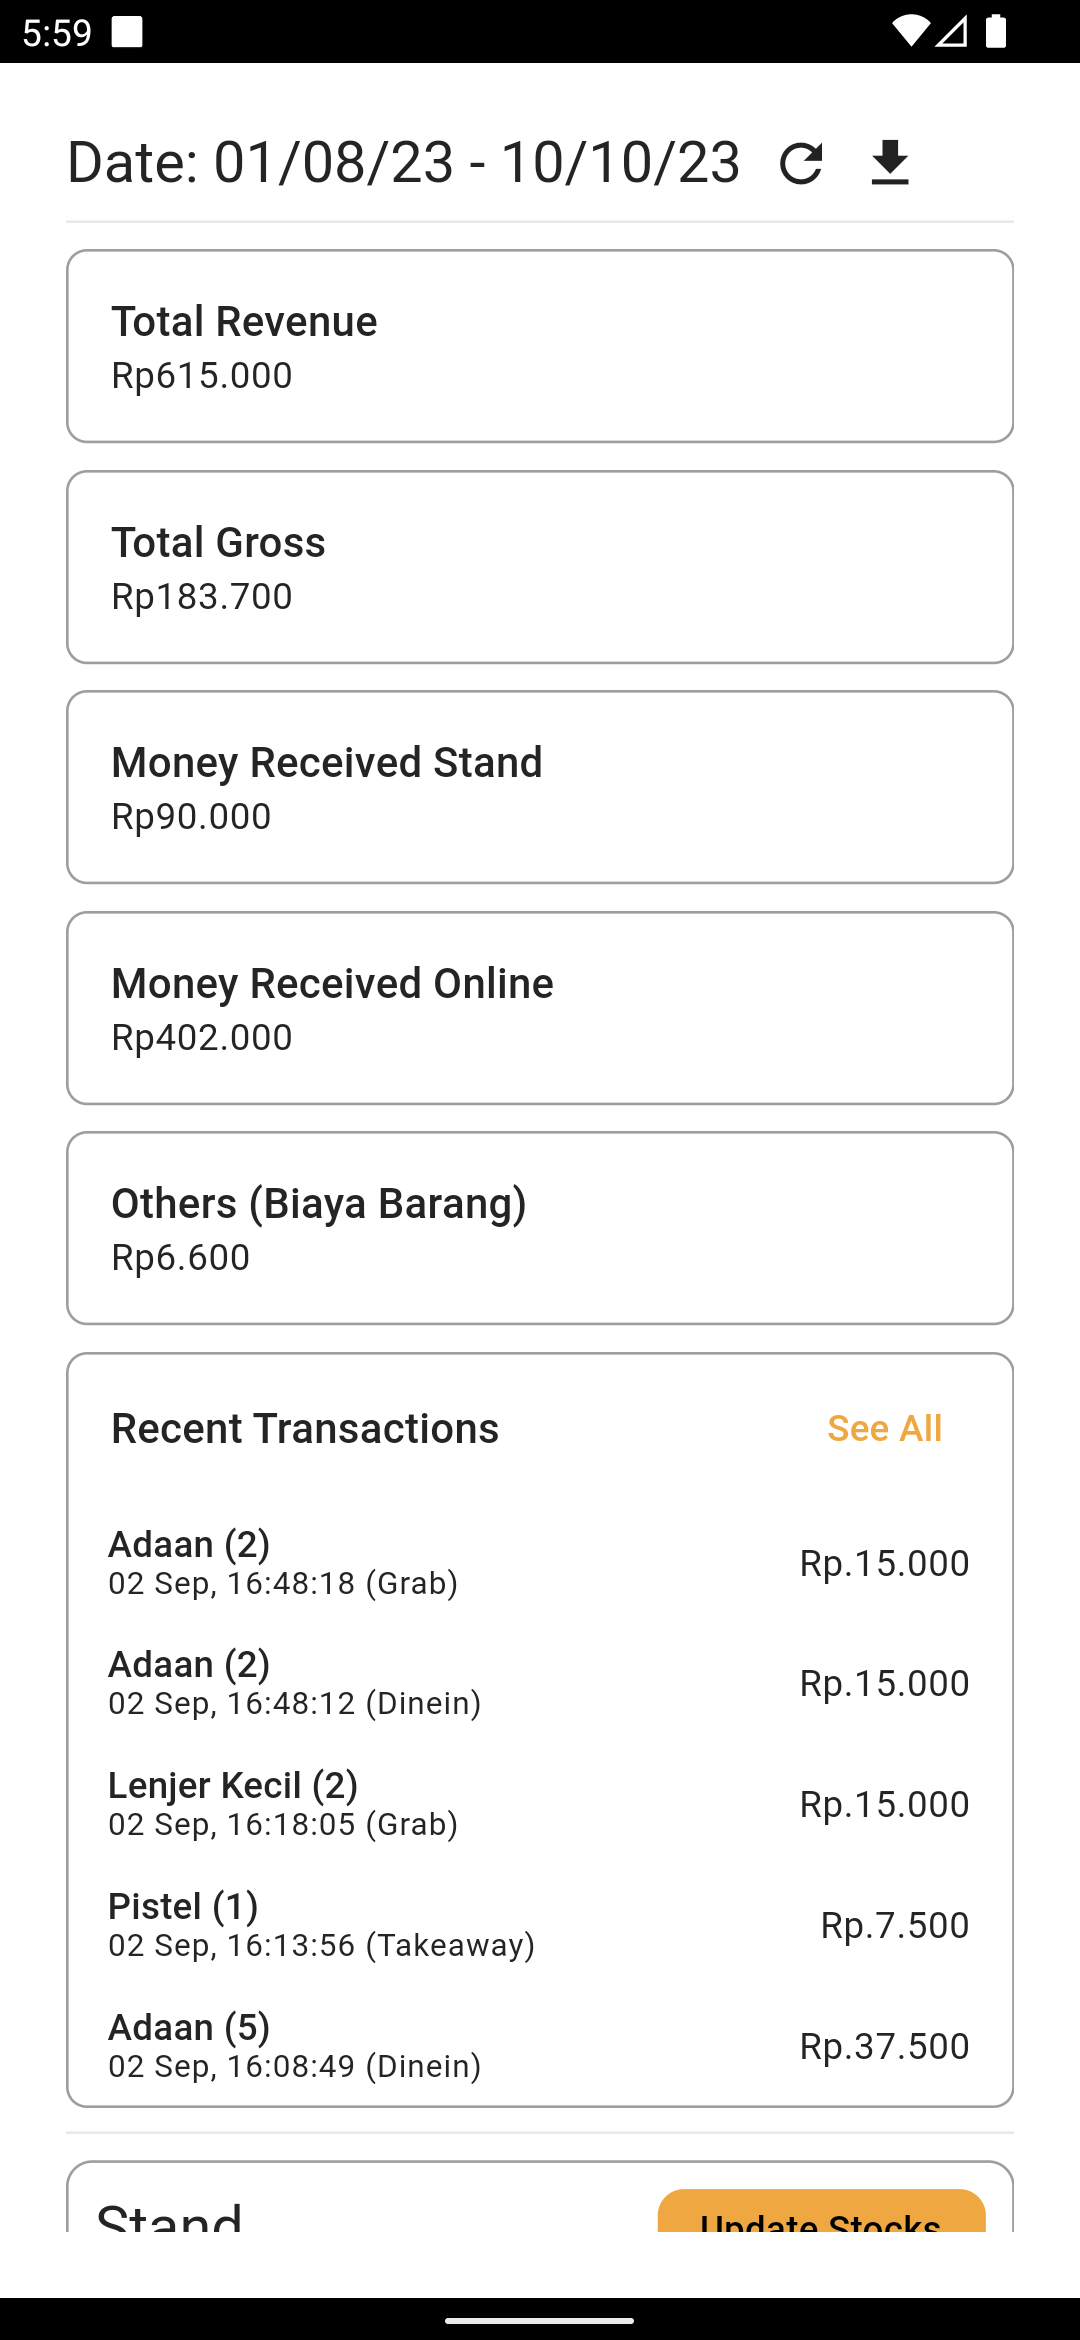 5:59
Date: 01/08/23 - 10/10/23
Total Revenue
Rp615.000
Total Gross
Rp183.700
Money Received Stand
Rp90.000
Money Received Online
Rp402.000
Others (Biaya Barang)
Rp6.600
Recent Transactions See All
Adaan (2)
02 Sep, 16:48:18 (Grab) Rp.15.000
Adaan (2)
02 Sep, 16:48:12 (Dinein) Rp.15.000
Lenjer Kecil (2)
02 Sep, 16:18:05 (Grab) Rp.15.000
Pistel (1)
02 Sep, 16:13:56 (Takeaway) Rp.7.500
Adaan (5)
02 Sep, 16:08:49 (Dinein) Rp.37.500
Stand Update Stocks